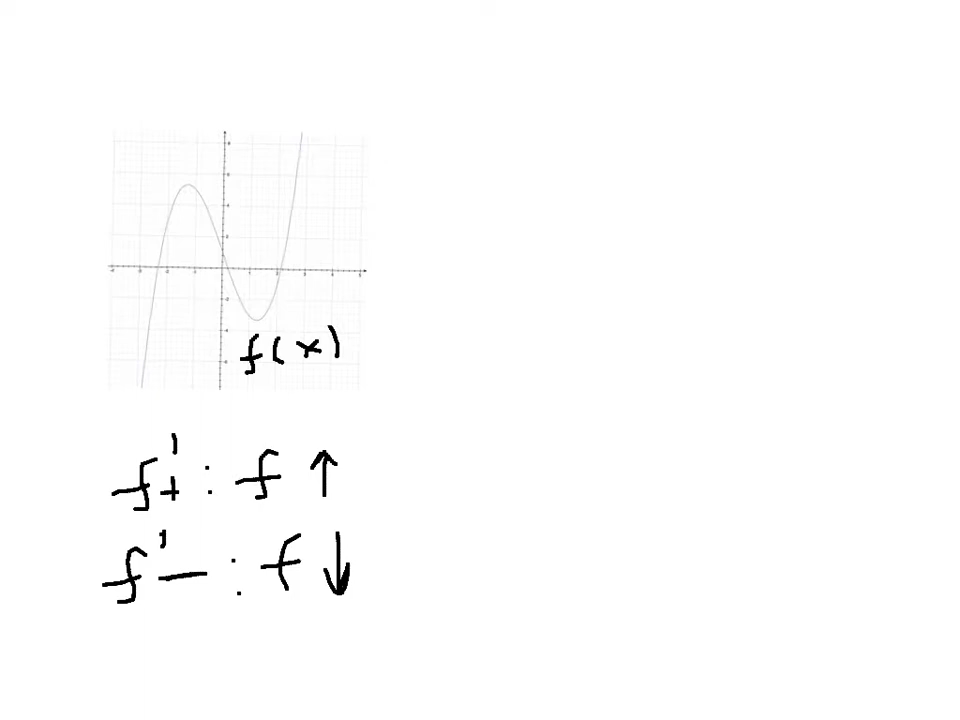 f(x)
f'+ : f ↑
f'− : f ↓